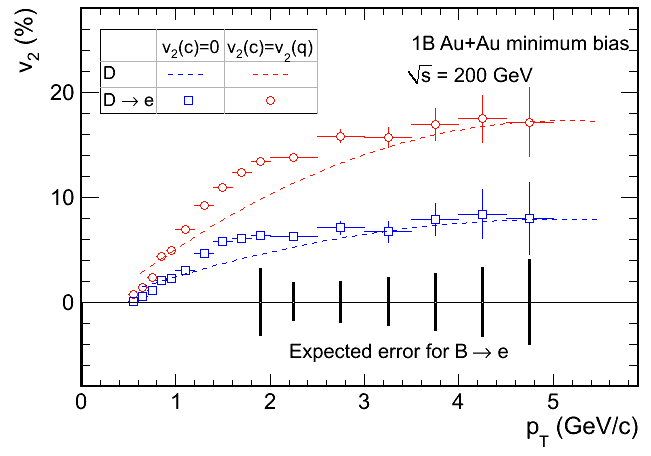 v₂ (%)
v₂(c)=0 v₂(c)=v₂(q)
D
D → e
1B Au+Au minimum bias
√s = 200 GeV
20
10
0
Expected error for B → e
0 1 2 3 4 5
p_T (GeV/c)